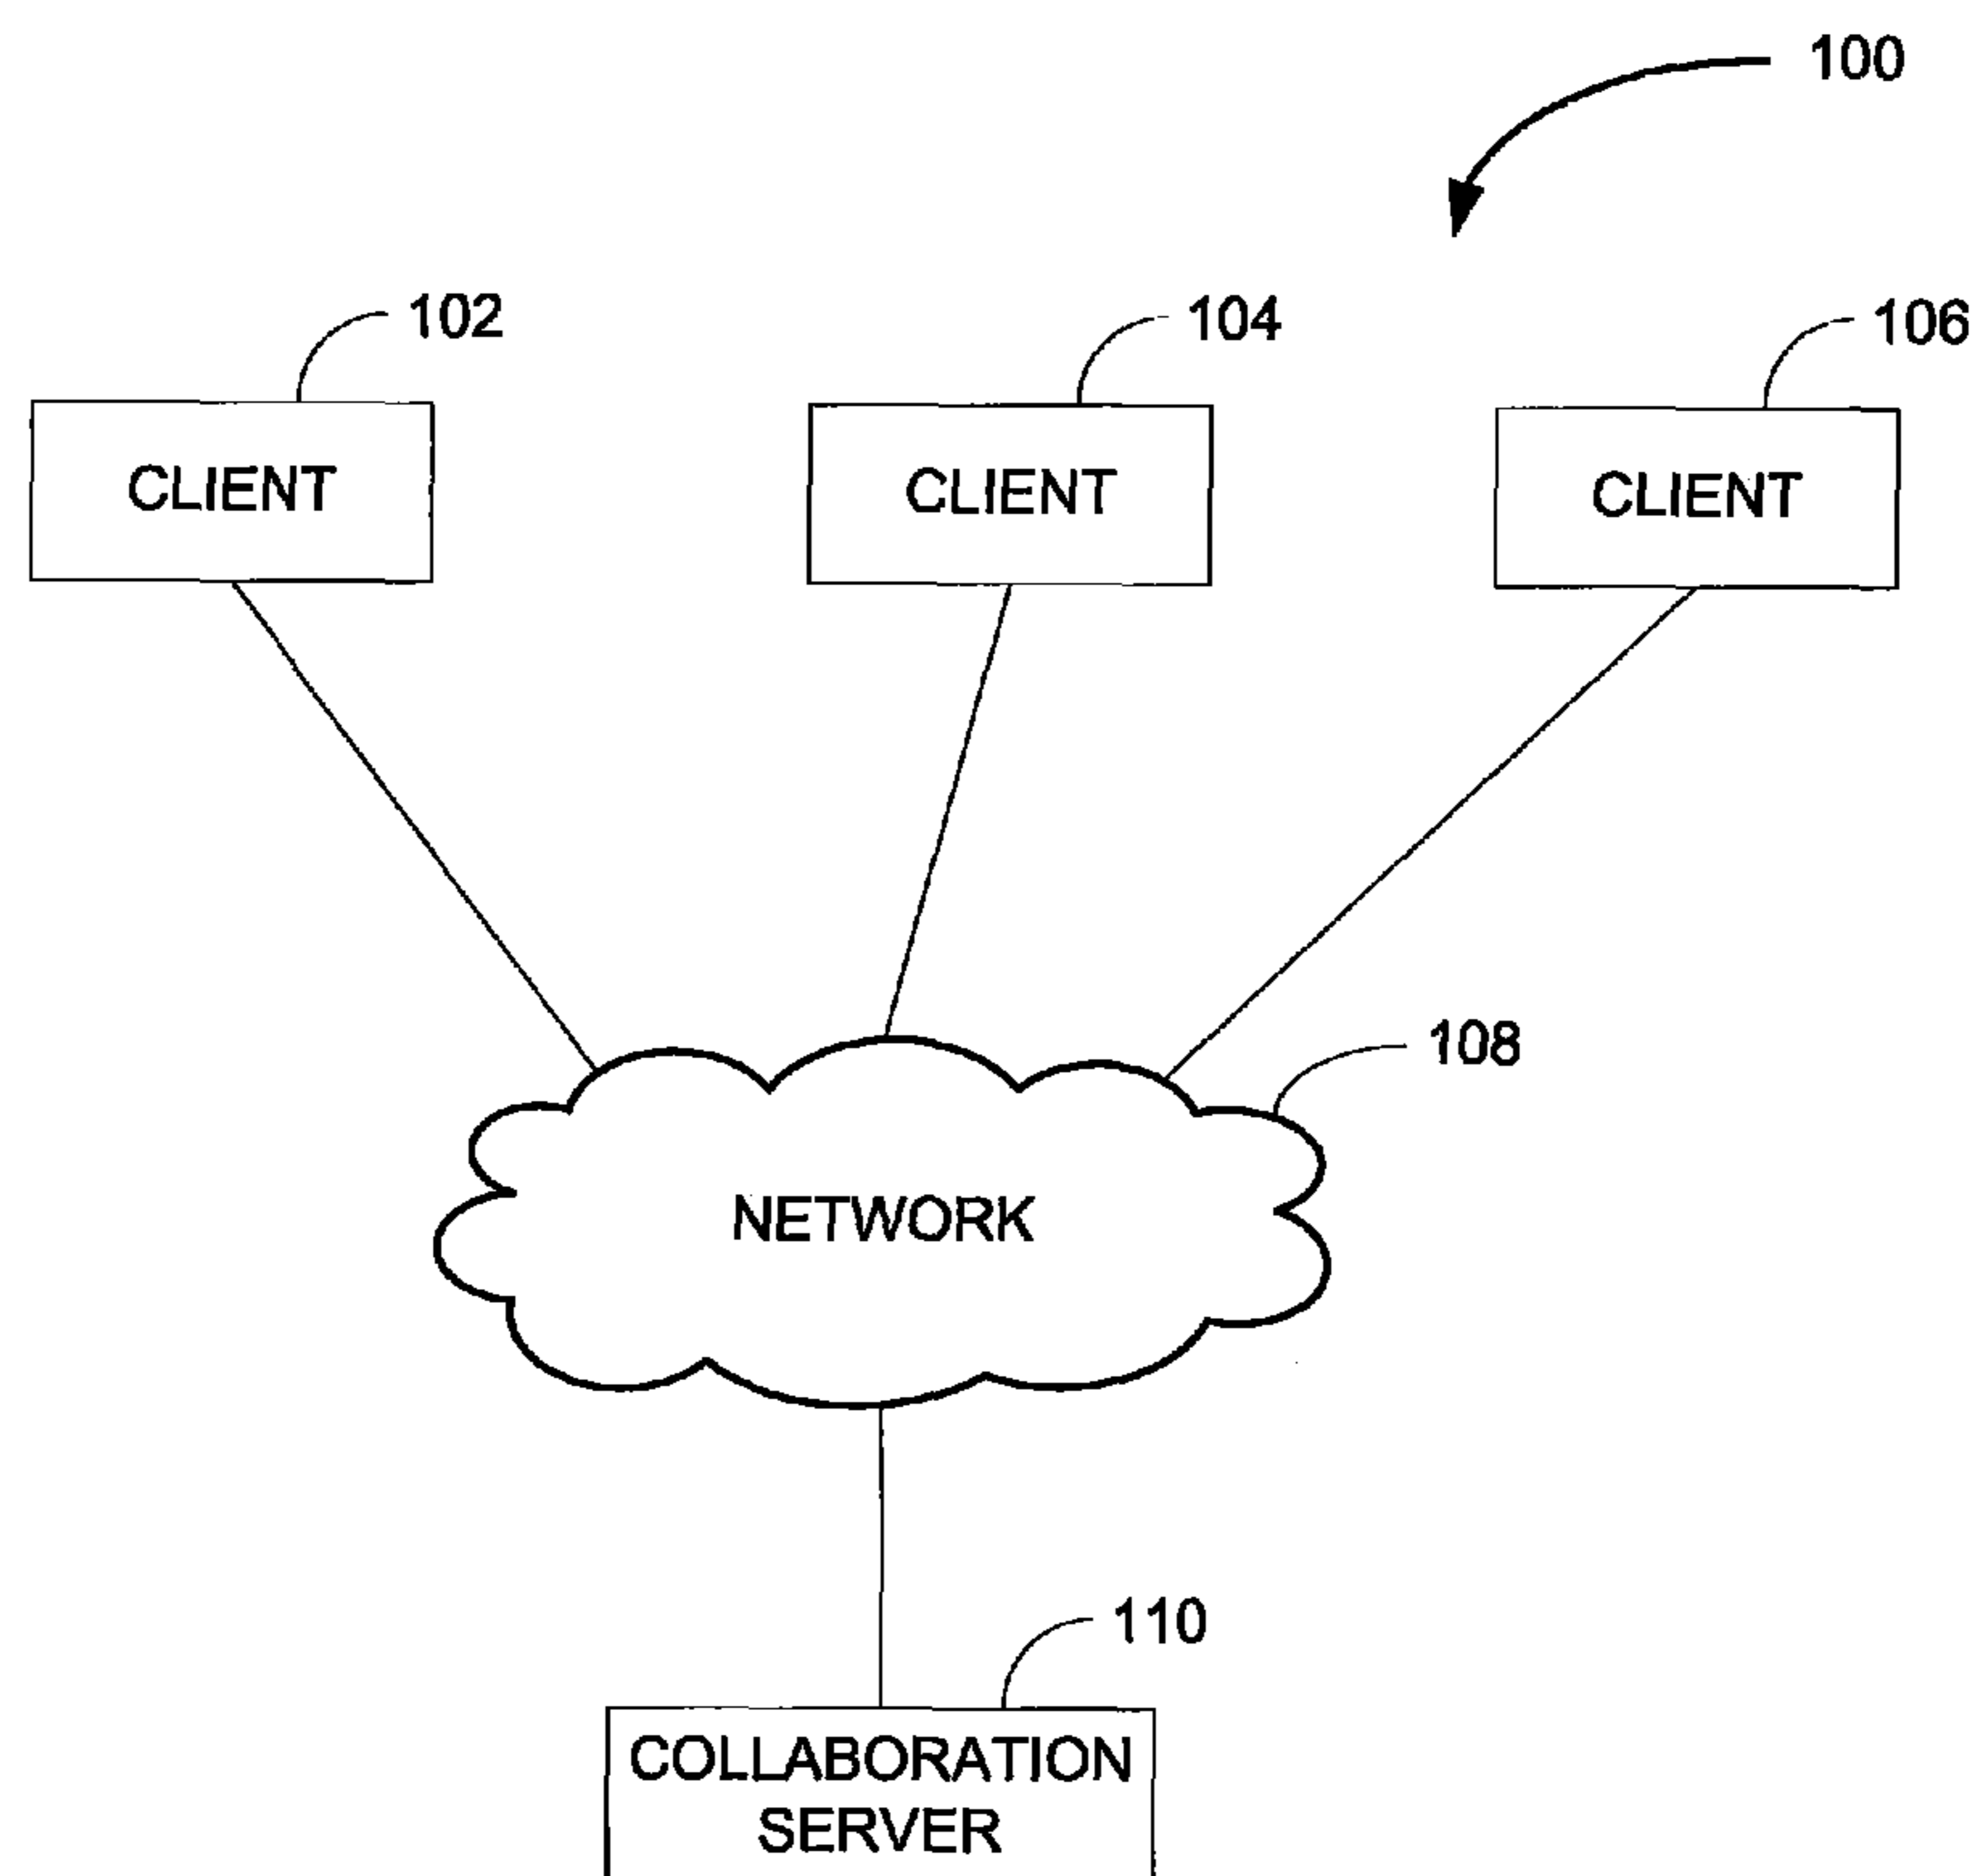 100
102
104
106
CLIENT
CLIENT
CLIENT
108
NETWORK
110
COLLABORATION
SERVER